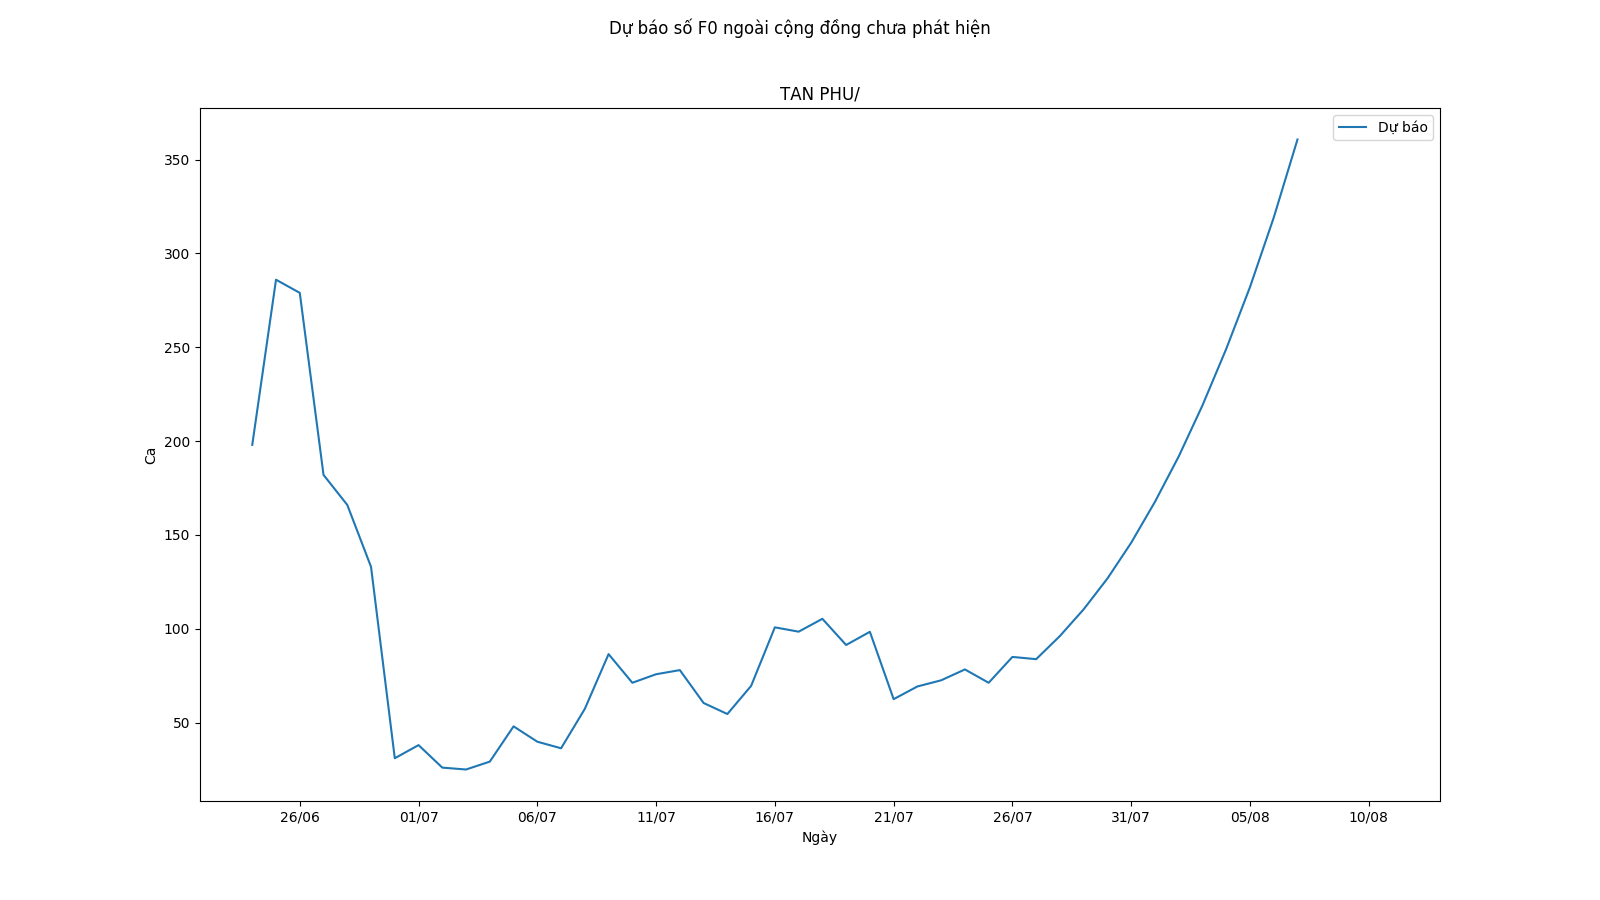 Dự báo số F0 ngoài cộng đồng chưa phát hiện
TAN PHU/
Dự báo
350
300
250
200
150
100
50
Ca
26/06 01/07 06/07 11/07 16/07 21/07 26/07 31/07 05/08 10/08
Ngày